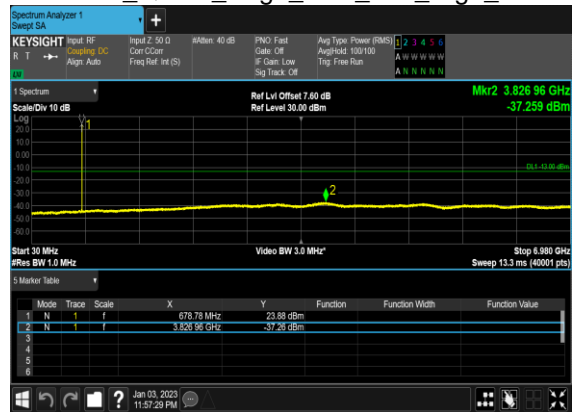 Spectrum Analyzer 1
Swept SA
+
KEYSIGHT Input: RF Input Z: 50 Ω #Atten: 40 dB PNO: Fast Avg Type: Power (RMS) 1 2 3 4 5 6
R T Coupling: DC Corr CCorr Gate: Off Avg|Hold: 100/100 A W W W W W
Align: Auto Freq Ref: Int (S) IF Gain: Low Trig: Free Run
LW Sig Track: Off A N N N N N
1 Spectrum Ref Lvl Offset 7.60 dB Mkr2 3.826 96 GHz
Scale/Div 10 dB Ref Level 30.00 dBm -37.259 dBm
Log
20.0
10.0
0.00
-10.0
-20.0
-30.0
-40.0
-50.0
-60.0
1
DL1 -13.00 dBm
2
Start 30 MHz Video BW 3.0 MHz* Stop 6.980 GHz
#Res BW 1.0 MHz Sweep 13.3 ms (40001 pts)
5 Marker Table
Mode Trace Scale X Y Function Function Width Function Value
1 N 1 f 678.78 MHz 23.88 dBm
2 N 1 f 3.826 96 GHz -37.26 dBm
3
4
5
6
? Jan 03, 2023
11:57:29 PM